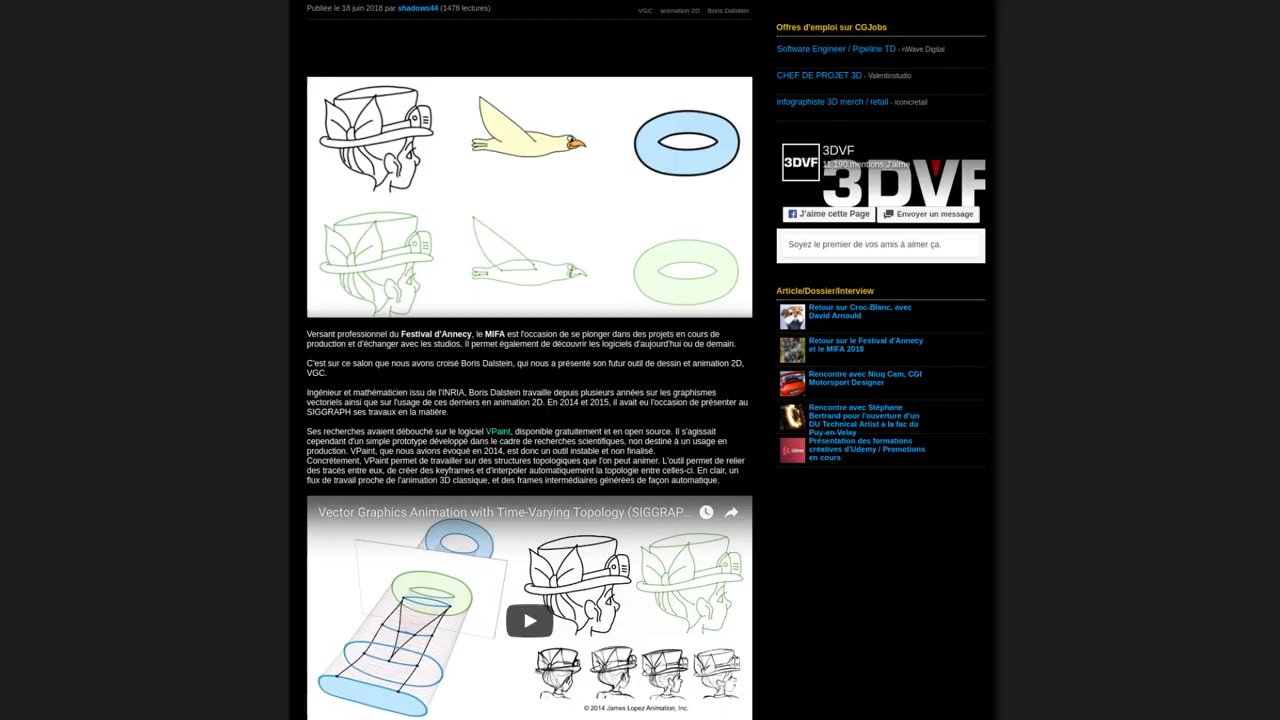 Publiée le 18 juin 2018 par shadows44 (1478 lectures)
VGC animation 2D Boris Dalstein
Versant professionnel du Festival d'Annecy, le MIFA est l'occasion de se plonger dans des projets en cours de
production et d'échanger avec les studios. Il permet également de découvrir les logiciels d'aujourd'hui ou de demain.
C'est sur ce salon que nous avons croisé Boris Dalstein, qui nous a présenté son futur outil de dessin et animation 2D,
VGC.
Ingénieur et mathématicien issu de l'INRIA, Boris Dalstein travaille depuis plusieurs années sur les graphismes
vectoriels ainsi que sur l'usage de ces derniers en animation 2D. En 2014 et 2015, il avait eu l'occasion de présenter au
SIGGRAPH ses travaux en la matière.
Ses recherches avaient débouché sur le logiciel VPaint, disponible gratuitement et en open source. Il s'agissait
cependant d'un simple prototype développé dans le cadre de recherches scientifiques, non destiné à un usage en
production. VPaint, que nous avions évoqué en 2014, est donc un outil instable et non finalisé.
Concrètement, VPaint permet de travailler sur des structures topologiques que l'on peut animer. L'outil permet de relier
des tracés entre eux, de créer des keyframes et d'interpoler automatiquement la topologie entre celles-ci. En clair, un
flux de travail proche de l'animation 3D classique, et des frames intermédiaires générées de façon automatique.
Vector Graphics Animation with Time-Varying Topology (SIGGRAP...
© 2014 James Lopez Animation, Inc.
Offres d'emploi sur CGJobs
Software Engineer / Pipeline TD - nWave Digital
CHEF DE PROJET 3D - Valentinstudio
infographiste 3D merch / retail - iconicretail
3DVF
3DVF
11 190 mentions J'aime
3DVF
J'aime cette Page
Envoyer un message
Soyez le premier de vos amis à aimer ça.
Article/Dossier/Interview
Retour sur Croc-Blanc, avec
David Arnould
Retour sur le Festival d'Annecy
et le MIFA 2018
Rencontre avec Niuq Cam, CGI
Motorsport Designer
Rencontre avec Stéphane
Bertrand pour l'ouverture d'un
DU Technical Artist à la fac du
Puy-en-Velay
Présentation des formations
créatives d'Udemy / Promotions
en cours